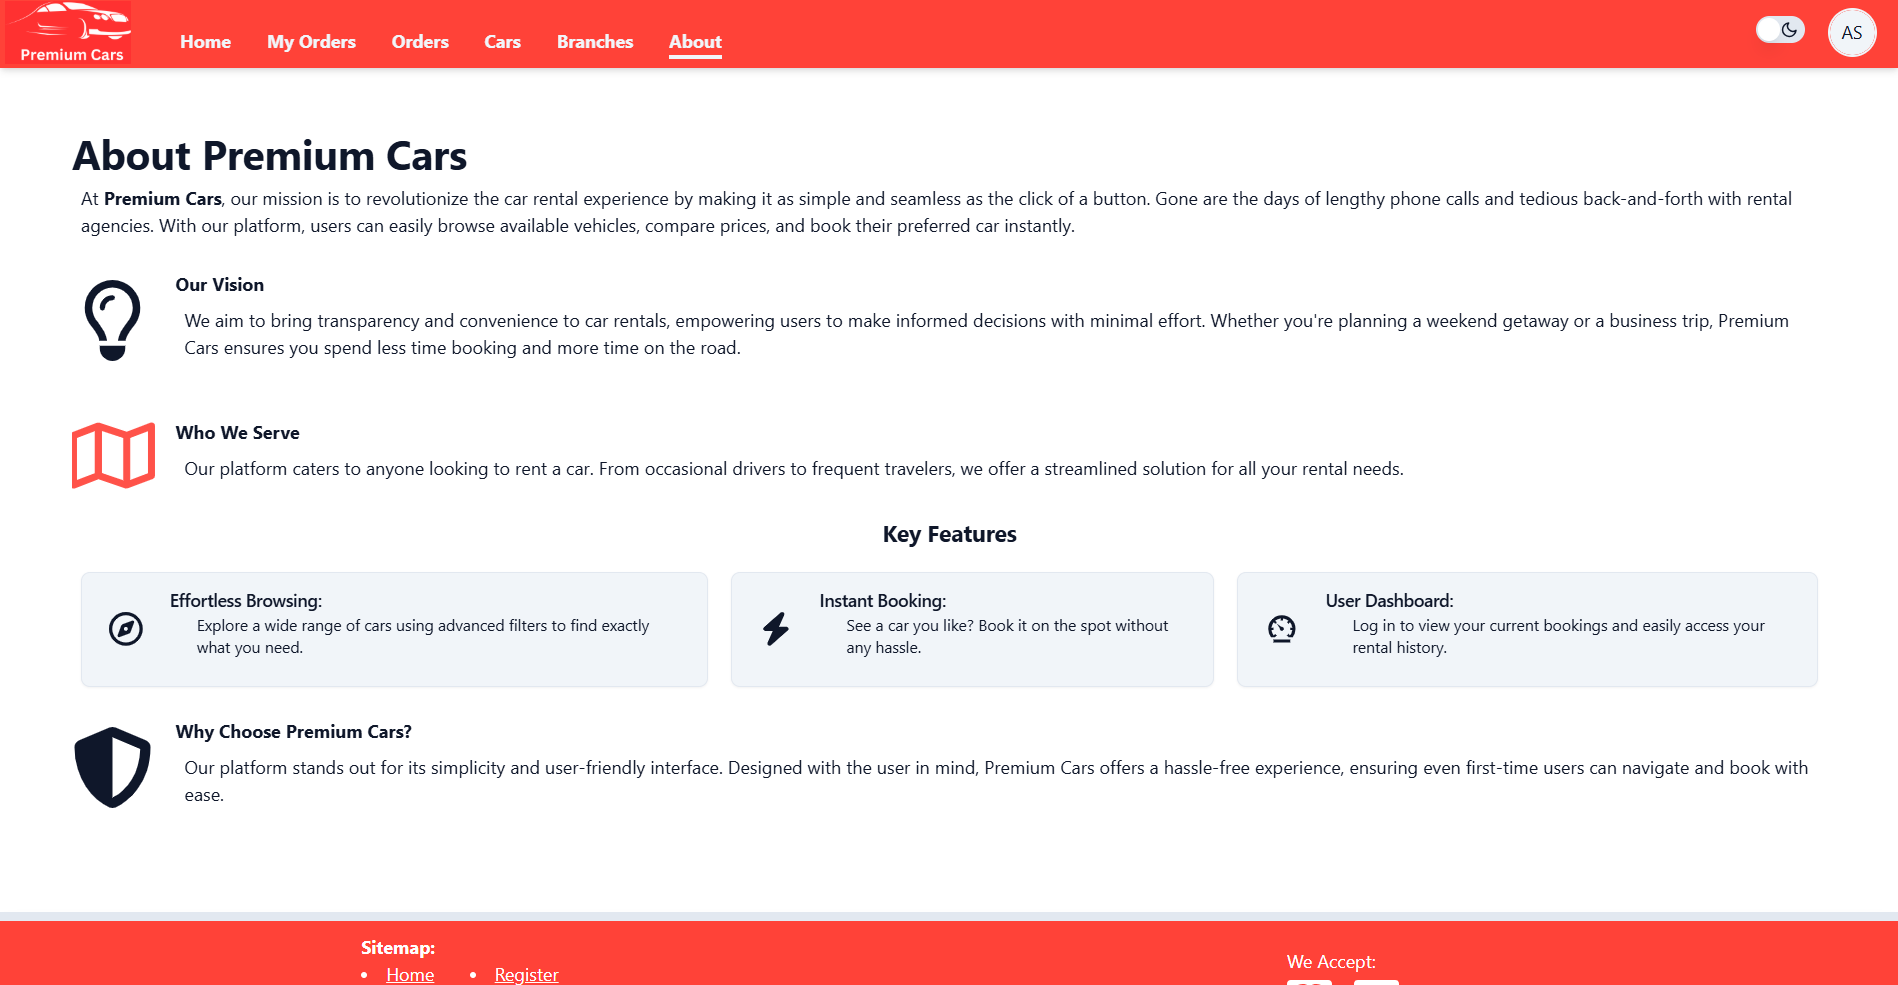 Premium Cars
Home
My Orders
Orders
Cars
Branches
About
AS
About Premium Cars
At Premium Cars, our mission is to revolutionize the car rental experience by making it as simple and seamless as the click of a button. Gone are the days of lengthy phone calls and tedious back-and-forth with rental
agencies. With our platform, users can easily browse available vehicles, compare prices, and book their preferred car instantly.
Our Vision
We aim to bring transparency and convenience to car rentals, empowering users to make informed decisions with minimal effort. Whether you're planning a weekend getaway or a business trip, Premium
Cars ensures you spend less time booking and more time on the road.
Who We Serve
Our platform caters to anyone looking to rent a car. From occasional drivers to frequent travelers, we offer a streamlined solution for all your rental needs.
Key Features
Effortless Browsing:
Explore a wide range of cars using advanced filters to find exactly
what you need.
Instant Booking:
See a car you like? Book it on the spot without
any hassle.
User Dashboard:
Log in to view your current bookings and easily access your
rental history.
Why Choose Premium Cars?
Our platform stands out for its simplicity and user-friendly interface. Designed with the user in mind, Premium Cars offers a hassle-free experience, ensuring even first-time users can navigate and book with
ease.
Sitemap:
• Home
• Register
We Accept: